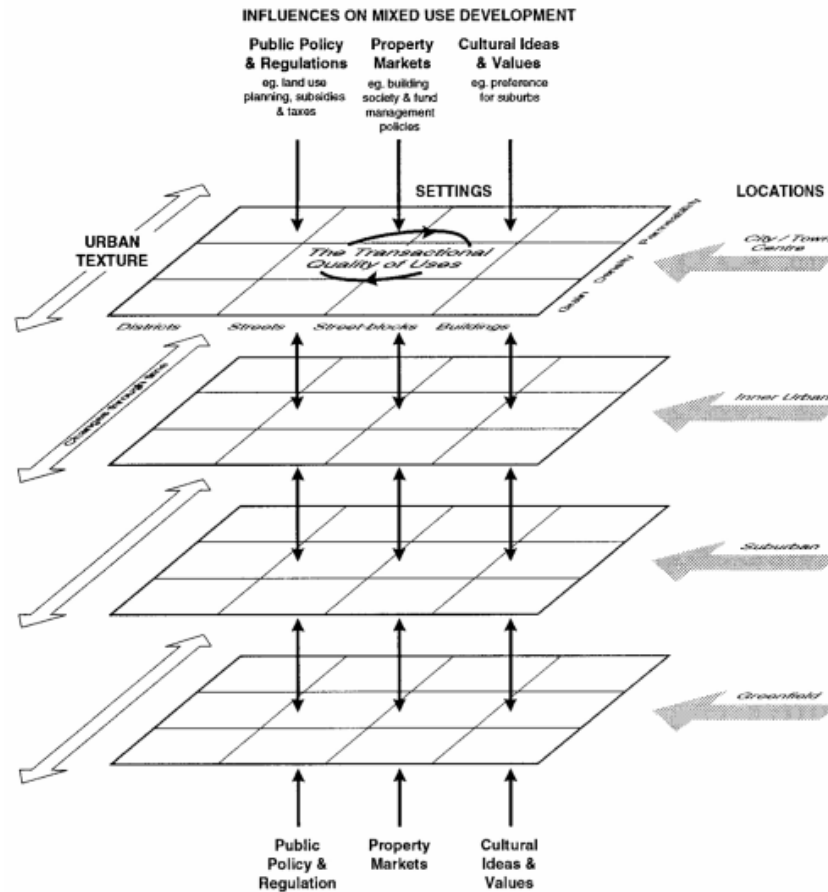 INFLUENCES ON MIXED USE DEVELOPMENT
Public Policy
& Regulations
eg. land use
planning, subsidies
& taxes
Property
Markets
eg. building
society & fund
management
policies
Cultural Ideas
& Values
eg. preference
for suburbs
SETTINGS
LOCATIONS
URBAN
TEXTURE
The Transactional
Quality of Uses
Grain Density Permeability
City / Town
Centre
Districts
Streets
Street-blocks
Buildings
Changes through time
Inner Urban
Suburban
Greenfield
Public
Policy &
Regulation
Property
Markets
Cultural
Ideas &
Values